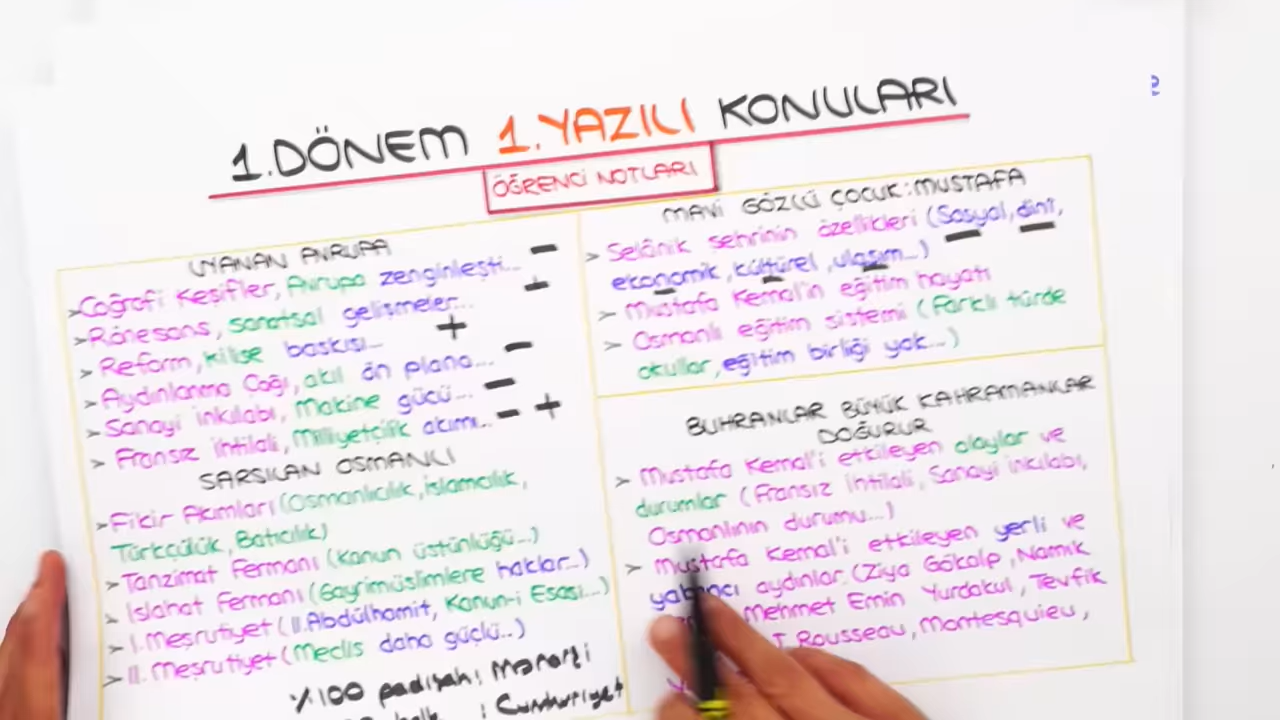 1.DÖNEM 1.YAZILI KONULARI
ÖĞRENCİ NOTLARI
UYANAN AVRUPA
➤Coğrafi Keşifler, Avrupa zenginleşti... –
➤Rönesans, sanatsal gelişmeler... +
➤Reform, kilise baskısı... +
➤Aydınlanma Çağı, akıl ön plana... –
➤Sanayi inkılabı, Makine gücü... –
➤Fransız ihtilali, Milliyetçilik akımı... – +
SARSILAN OSMANLI
➤Fikir Akımları (Osmanlıcılık, İslamcılık,
Türkçülük, Batıcılık)
➤Tanzimat Fermanı (Kanun üstünlüğü...)
➤Islahat Fermanı (Gayrimüslimlere haklar...)
➤I. Meşrutiyet (II.Abdülhamit, Kanun-i Esasi...)
➤II. Meşrutiyet (Meclis daha güçlü..)
%100 padişah: Monarşi
halk : Cumhuriyet
MAVİ GÖZLÜ ÇOCUK: MUSTAFA
➤Selânik şehrinin özellikleri (Sosyal, dini,
ekonomik, kültürel, ulaşım...)
➤Mustafa Kemal'in eğitim hayatı
➤Osmanlı eğitim sistemi (Farklı türde
okullar, eğitim birliği yok...)
BUHRANLAR BÜYÜK KAHRAMANLAR
DOĞURUR
➤Mustafa Kemal'i etkileyen olaylar ve
durumlar (Fransız İhtilali, Sanayi inkılabı,
Osmanlının durumu...)
➤Mustafa Kemal'i etkileyen yerli ve
yabancı aydınlar. (Ziya Gökalp, Namık
Mehmet Emin Yurdakul, Tevfik
J. Rousseau, Montesquieu,